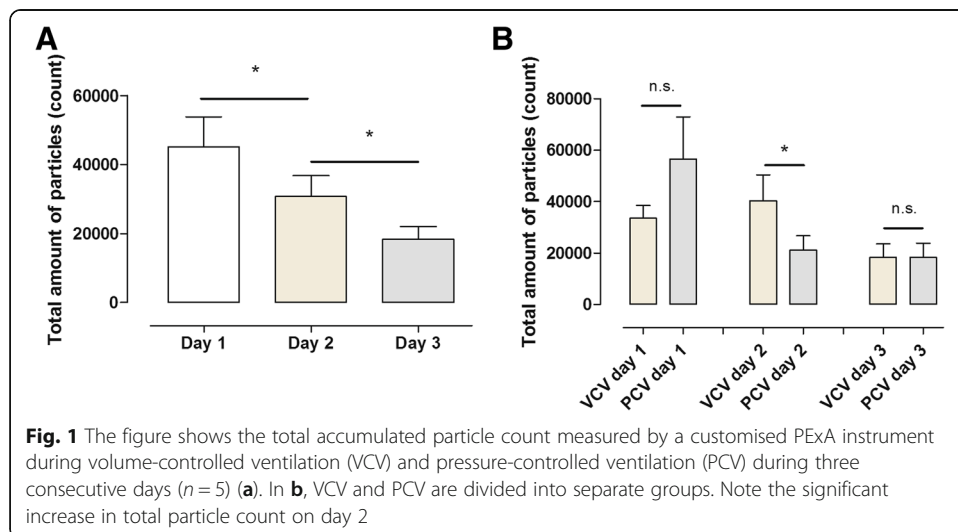 A
B
Total amount of particles (count)
60000
40000
20000
0
*
*
Day 1
Day 2
Day 3
Total amount of particles (count)
80000
60000
40000
20000
0
n.s.
*
n.s.
VCV day 1
PCV day 1
VCV day 2
PCV day 2
VCV day 3
PCV day 3
Fig. 1 The figure shows the total accumulated particle count measured by a customised PExA instrument
during volume-controlled ventilation (VCV) and pressure-controlled ventilation (PCV) during three
consecutive days (n = 5) (a). In b, VCV and PCV are divided into separate groups. Note the significant
increase in total particle count on day 2